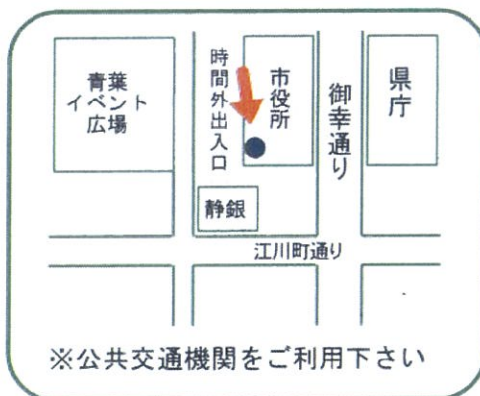 青葉
イベント
広場
時間外出入口
市役所
御幸通り
県庁
静銀
江川町通り
※公共交通機関をご利用下さい